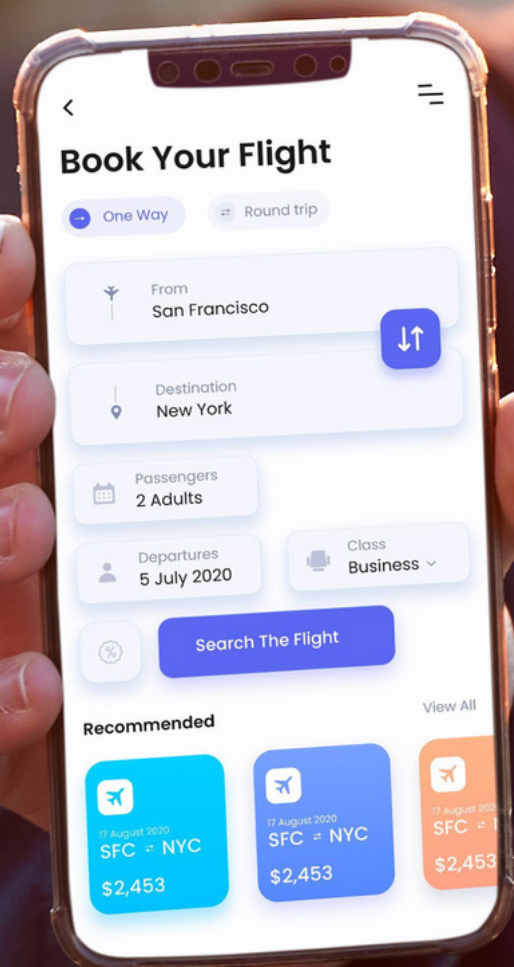 Book Your Flight
One Way
Round trip
From
San Francisco
Destination
New York
Passengers
2 Adults
Departures
5 July 2020
Class
Business
%
Search The Flight
Recommended
View All
17 August 2020
SFC NYC
$2,453
17 August 2020
SFC NYC
$2,453
17 August
SFC
$2,453